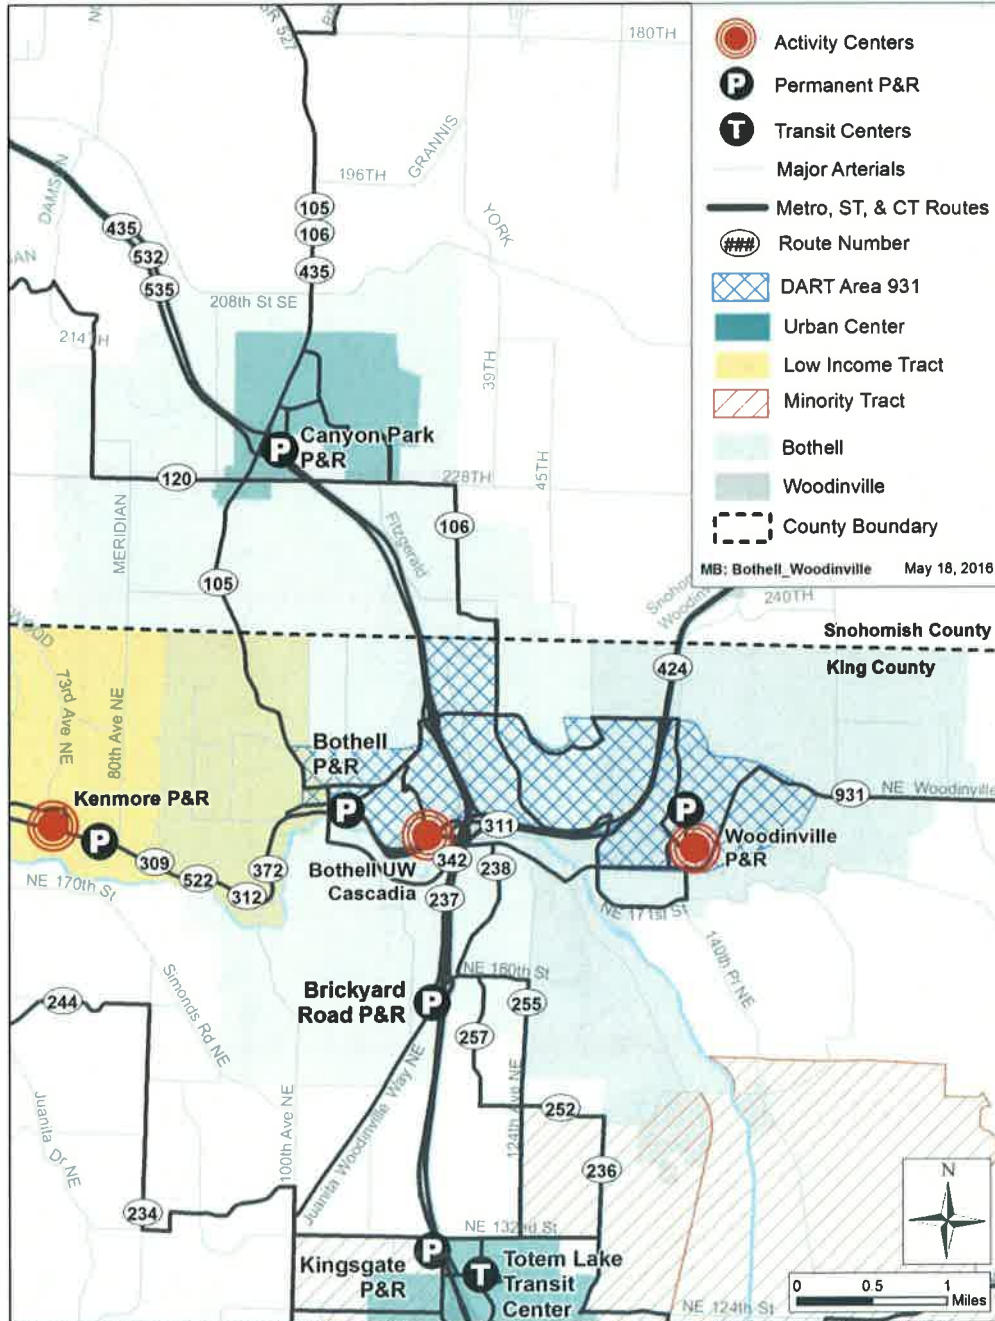 SR 527
180TH
GRANNIS
196TH
DAMSON
YORK
105
106
435
435
532
535
208th St SE
214TH
39TH
45TH
Canyon Park
P&R
120
228TH
MERIDIAN
Fitzgerald
106
105
Activity Centers
Permanent P&R
Transit Centers
Major Arterials
Metro, ST, & CT Routes
### Route Number
DART Area 931
Urban Center
Low Income Tract
Minority Tract
Bothell
Woodinville
County Boundary
MB: Bothell_Woodinville May 18, 2016
240TH
Snohomish County
King County
424
WOOD
73rd Ave NE
80th Ave NE
Bothell
P&R
Kenmore P&R
931
NE Woodinville
311
Woodinville
P&R
309
522
312
372
342
238
237
Bothell UW
Cascadia
NE 170th St
NE 171st St
140th Pl NE
Simonds Rd NE
NE 160th St
Brickyard
Road P&R
244
255
257
252
236
234
Juanita Dr NE
100th Ave NE
Juanita Woodinville Way NE
124th Ave NE
NE 132nd St
Kingsgate
P&R
Totem Lake
Transit
Center
NE 124th St
N
0 0.5 1
Miles
P
P
P
P
P
P
T
P
T